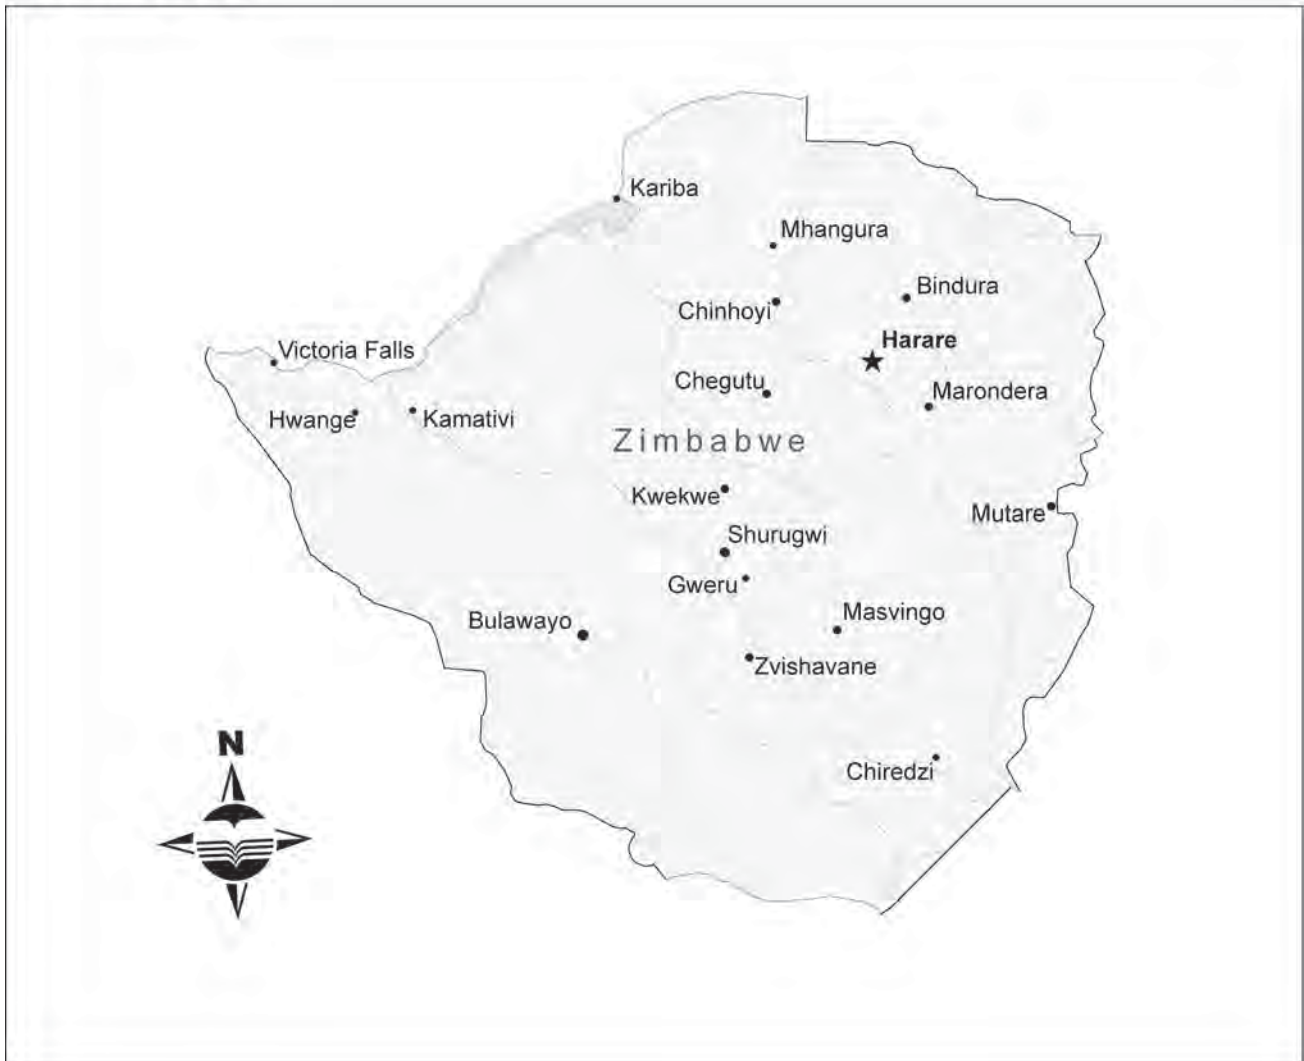 Kariba
Mhangura
Bindura
Chinhoyi
Harare
Victoria Falls
Chegutu
Marondera
Hwange
Kamativi
Zimbabwe
Kwekwe
Mutare
Shurugwi
Gweru
Masvingo
Bulawayo
Zvishavane
N
Chiredzi